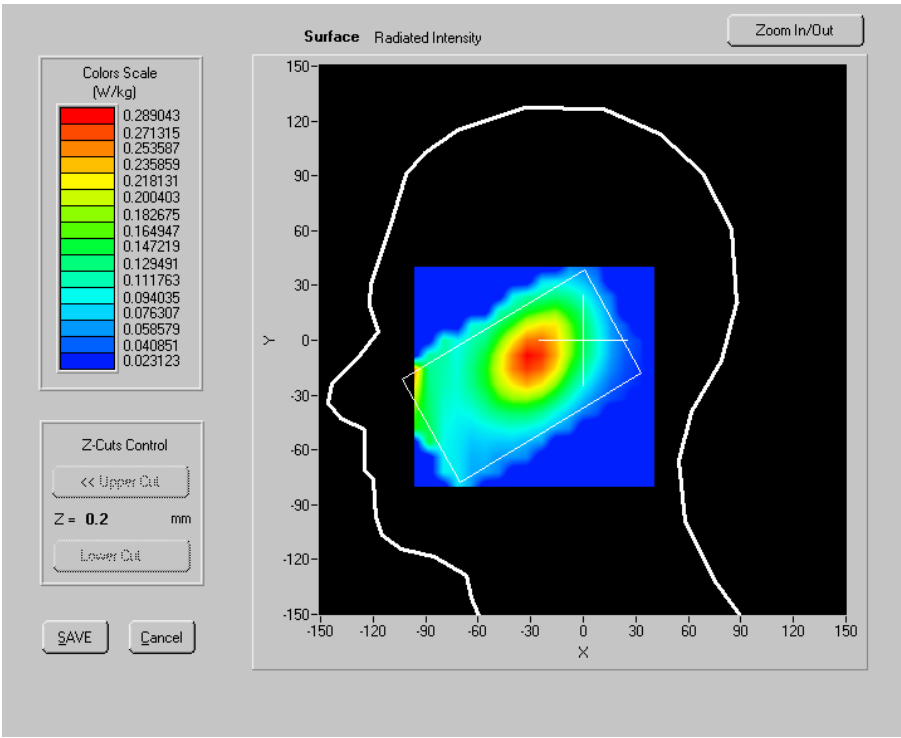 Surface Radiated Intensity
Zoom In/Out
Colors Scale
(W/kg)
0.289043
0.271315
0.253587
0.235859
0.218131
0.200403
0.182675
0.164947
0.147219
0.129491
0.111763
0.094035
0.076307
0.058579
0.040851
0.023123
Z-Cuts Control
<< Upper Cut
Z = 0.2 mm
Lower Cut
SAVE
Cancel
150
120
90
60
30
0
-30
-60
-90
-120
-150
Y
-150 -120 -90 -60 -30 0 30 60 90 120 150
X